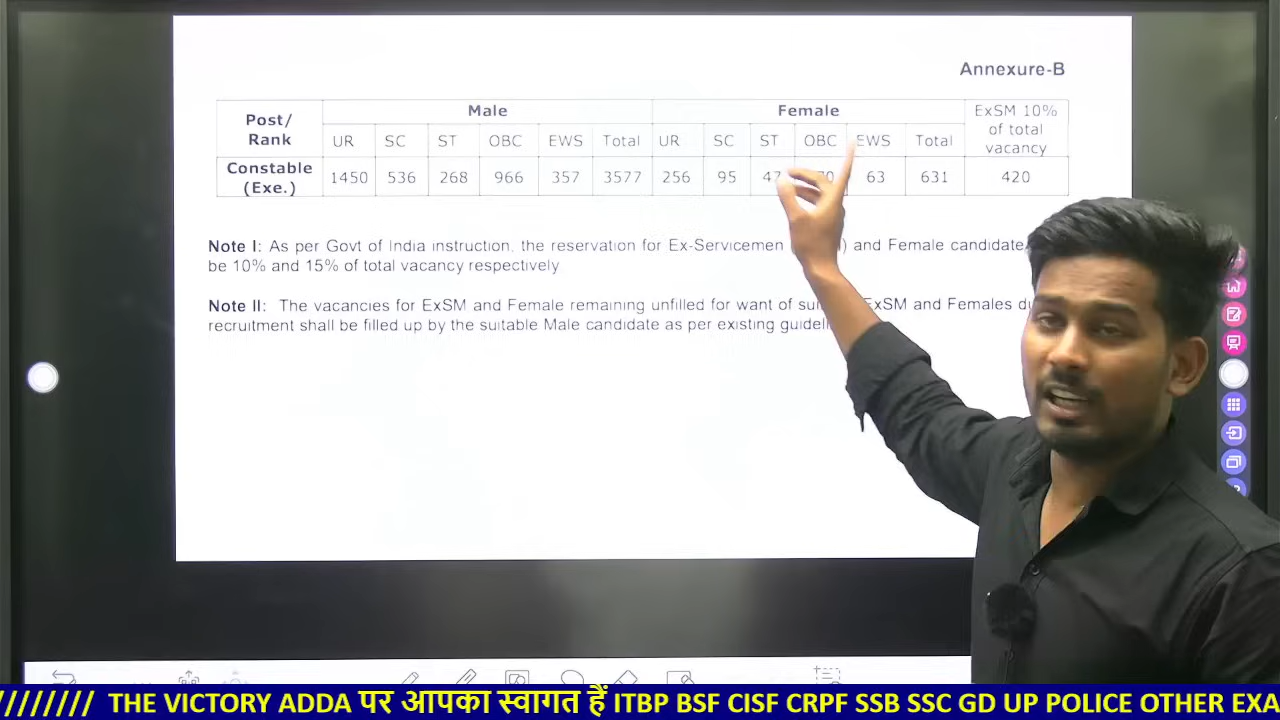 Annexure-B
Post/ Rank Male Female ExSM 10% of total vacancy
UR SC ST OBC EWS Total UR SC ST OBC EWS Total
Constable (Exe.) 1450 536 268 966 357 3577 256 95 47 63 631 420
Note I: As per Govt of India instruction, the reservation for Ex-Servicemen and Female candidate
be 10% and 15% of total vacancy respectively
Note II: The vacancies for ExSM and Female remaining unfilled for want of ExSM and Females
recruitment shall be filled up by the suitable Male candidate as per existing
THE VICTORY ADDA पर आपका स्वागत हैं ITBP BSF CISF CRPF SSB SSC GD UP POLICE OTHER EXA